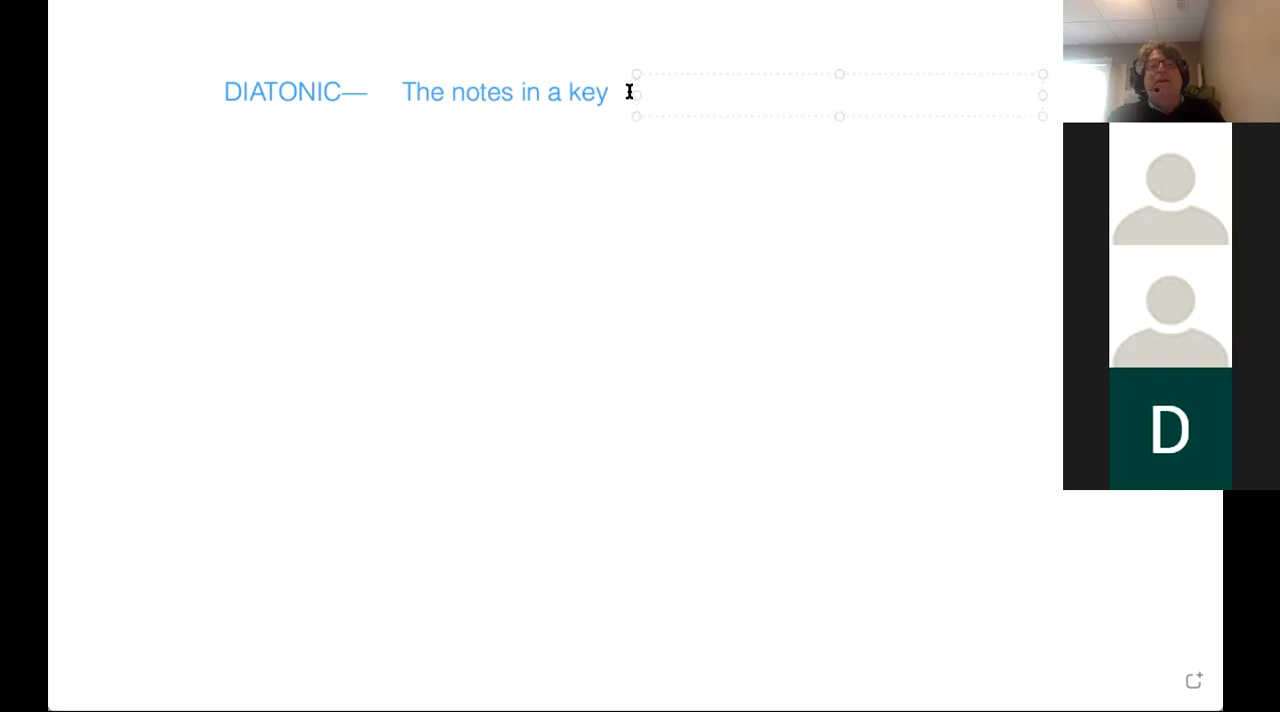 DIATONIC— The notes in a key
D